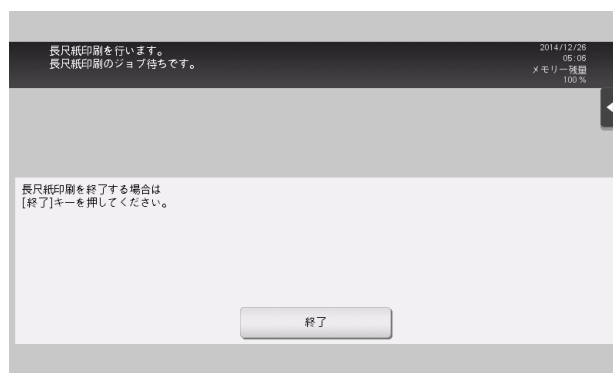 長尺紙印刷を行います。
長尺紙印刷のジョブ待ちです。
2014/12/26
05:06
メモリー残量
100 %
長尺紙印刷を終了する場合は
[終了]キーを押してください。
終了